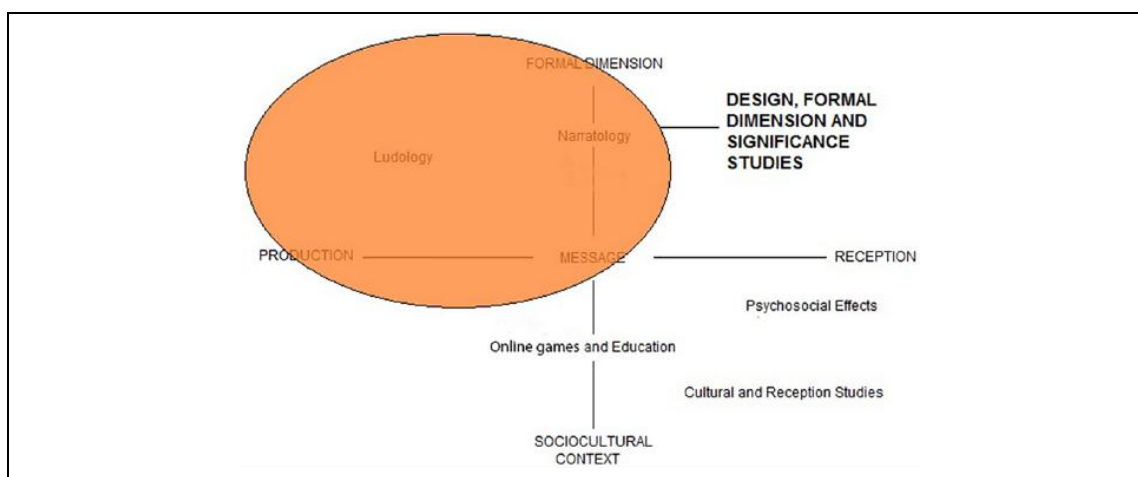 FORMAL DIMENSION
DESIGN, FORMAL
DIMENSION AND
SIGNIFICANCE
STUDIES
Narratology
Ludology
PRODUCTION
MESSAGE
RECEPTION
Psychosocial Effects
Online games and Education
Cultural and Reception Studies
SOCIOCULTURAL
CONTEXT